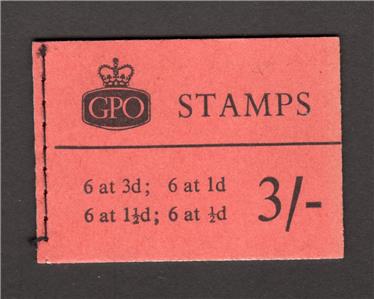 GPO STAMPS
6 at 3d; 6 at 1d
6 at 1½d; 6 at ½d
3/-